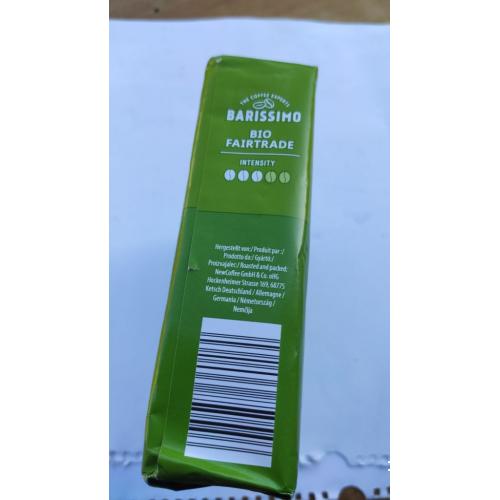 THE COFFEE EXPERTS
BARISSIMO
BIO
FAIRTRADE
INTENSITY
Hergestellt von:/ Produit par :/
Prodotto da:/ Gyártó:/
Proizvajalec:/ Roasted and packed:
NewCoffee GmbH & Co. oHG
Hockenheimer Strasse 169, 68775
Ketsch Deutschland / Allemagne /
Germania / Németország /
Nemčija